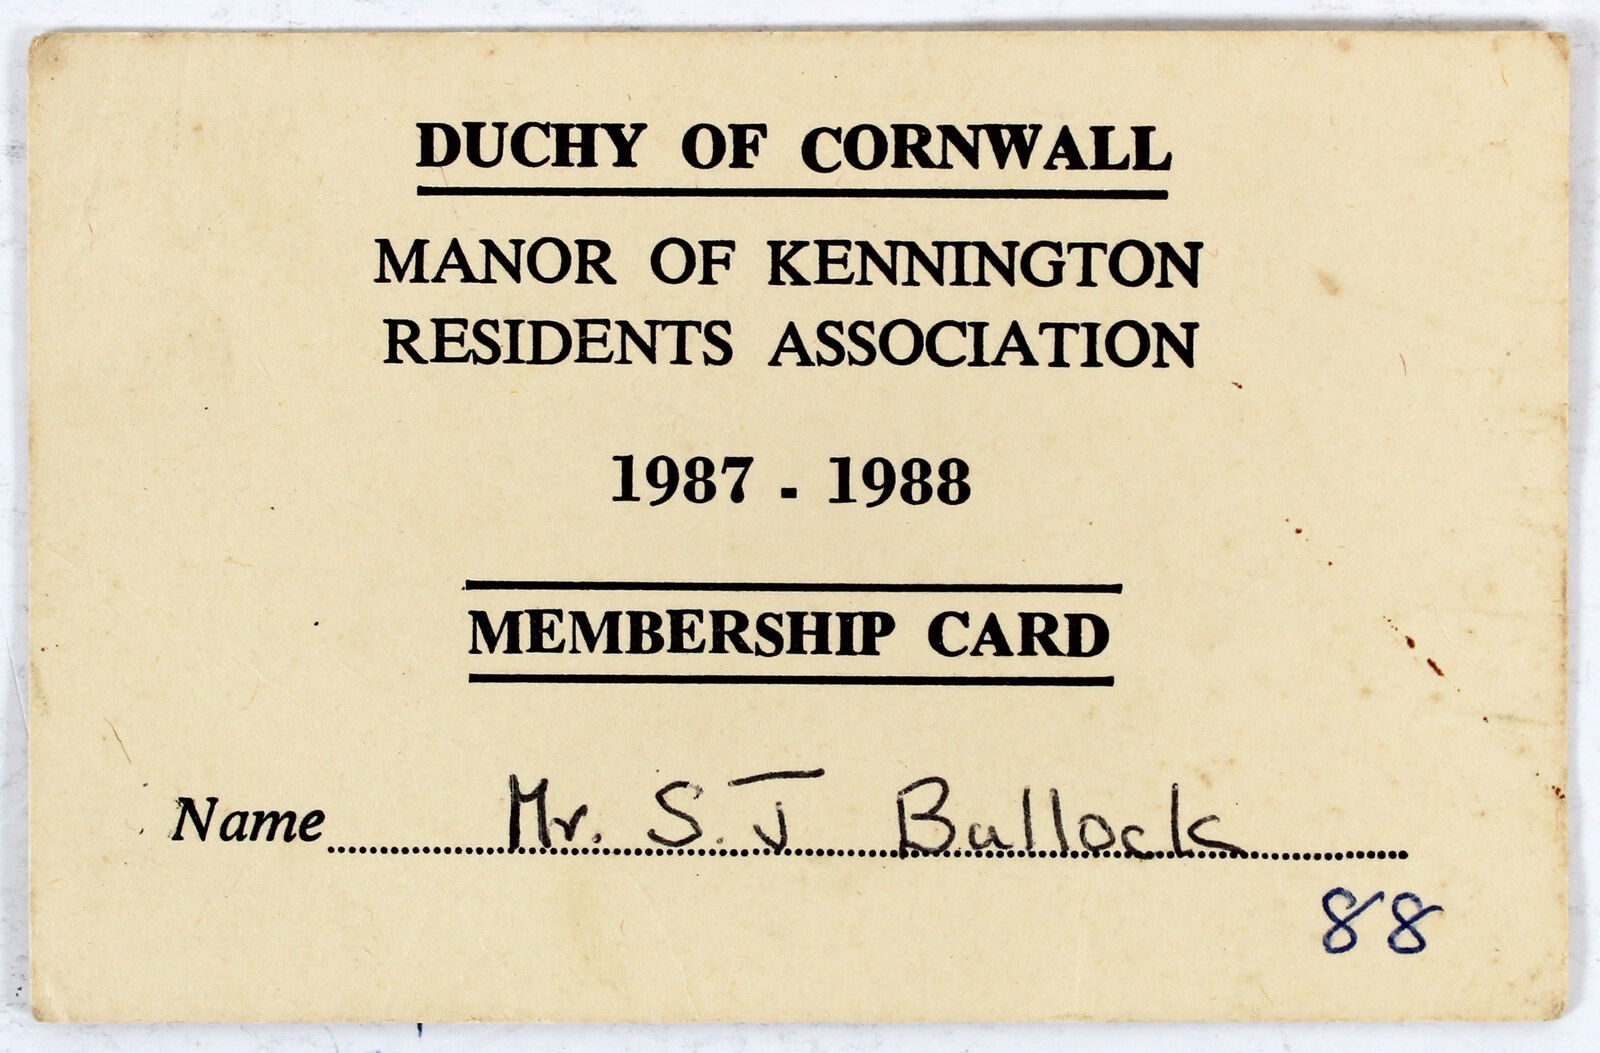 DUCHY OF CORNWALL
MANOR OF KENNINGTON
RESIDENTS ASSOCIATION
1987 - 1988
MEMBERSHIP CARD
Name Mr. S. J Bullock
88